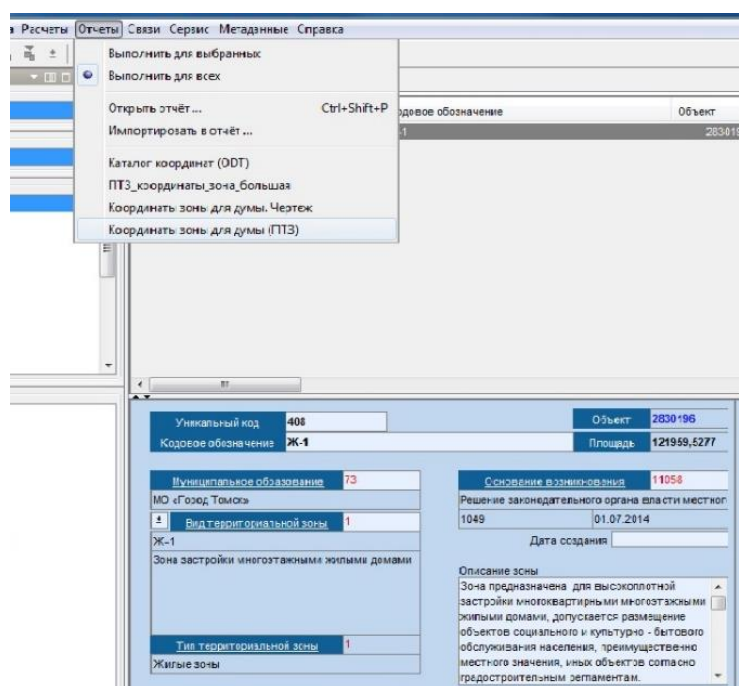 а Расчеты Отчеты Связи Сервис Метаданные Справка
Выполнить для выбранных
Выполнить для всех
Открыть отчёт ... Ctrl+Shift+P
Импортировать в отчёт ...
Каталог координат (ODT)
ПТЗ_координаты_зона_большая
Координаты зоны для думы. Чертеж
Координаты зоны для думы (ПТЗ)
одовое обозначение Объект
-1 283019
Уникальный код 408 Объект 2830196
Кодовое обозначение Ж-1 Площадь 121959,5277
Муниципальное образование 73 Основание возникновения 11058
МО «Город Томск» Решение законодательного органа власти местног
Вид территориальной зоны 1 1049 01.07.2014
Ж-1 Дата создания
Зона застройки многоэтажными жилыми домами
Описание зоны
Зона предназначена для высокоплотной
застройки многоквартирными многоэтажными
жилыми домами, допускается размещение
объектов социального и культурно - бытового
Тип территориальной зоны 1 обслуживания населения, преимущественно
Жилые зоны местного значения, иных объектов согласно
градостроительным регламентам.